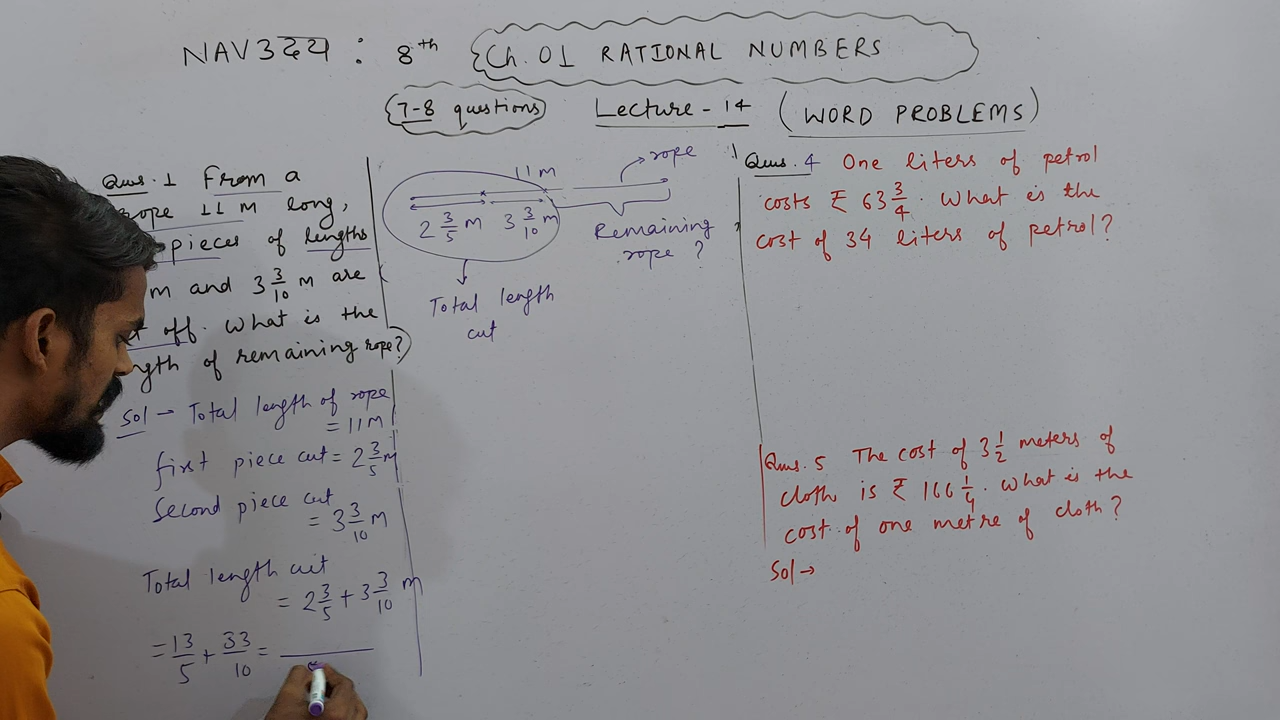 NAV322 : 8th Ch. 01 RATIONAL NUMBERS
7-8 questions Lecture - 14 (WORD PROBLEMS)
Ques. 1 From a
rope 11 m long,
pieces of lengths
m and 3 3/10 m are
off. What is the
length of remaining rope?
Sol → Total length of rope
= 11 M
first piece cut = 2 3/5 m
Second piece cut
= 3 3/10 m
Total length cut
= 2 3/5 + 3 3/10 m
= 13/5 + 33/10 =
11 M
rope
2 3/5 m 3 3/10 m
Remaining
rope ?
Total length
cut
Ques. 4 One liters of petrol
costs ₹ 63 3/4. What is the
cost of 34 liters of petrol?
Ques. 5 The cost of 3 1/2 meters of
cloth is ₹ 166 1/4. What is the
cost of one metre of cloth?
Sol →